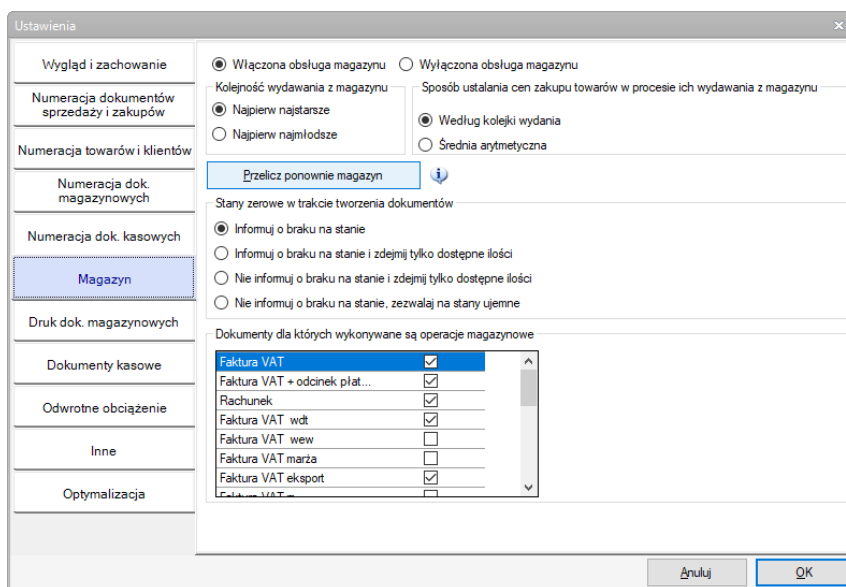 Ustawienia
Wygląd i zachowanie
Numeracja dokumentów
sprzedaży i zakupów
Numeracja towarów i klientów
Numeracja dok.
magazynowych
Numeracja dok. kasowych
Magazyn
Druk dok. magazynowych
Dokumenty kasowe
Odwrotne obciążenie
Inne
Optymalizacja
Włączona obsługa magazynu
Wyłączona obsługa magazynu
Kolejność wydawania z magazynu
Najpierw najstarsze
Najpierw najmłodsze
Sposób ustalania cen zakupu towarów w procesie ich wydawania z magazynu
Według kolejki wydania
Średnia arytmetyczna
Przelicz ponownie magazyn
Stany zerowe w trakcie tworzenia dokumentów
Informuj o braku na stanie
Informuj o braku na stanie i zdejmij tylko dostępne ilości
Nie informuj o braku na stanie i zdejmij tylko dostępne ilości
Nie informuj o braku na stanie, zezwalaj na stany ujemne
Dokumenty dla których wykonywane są operacje magazynowe
Faktura VAT
Faktura VAT + odcinek płat...
Rachunek
Faktura VAT wdt
Faktura VAT wew
Faktura VAT marża
Faktura VAT eksport
Faktura VAT
Anuluj
OK